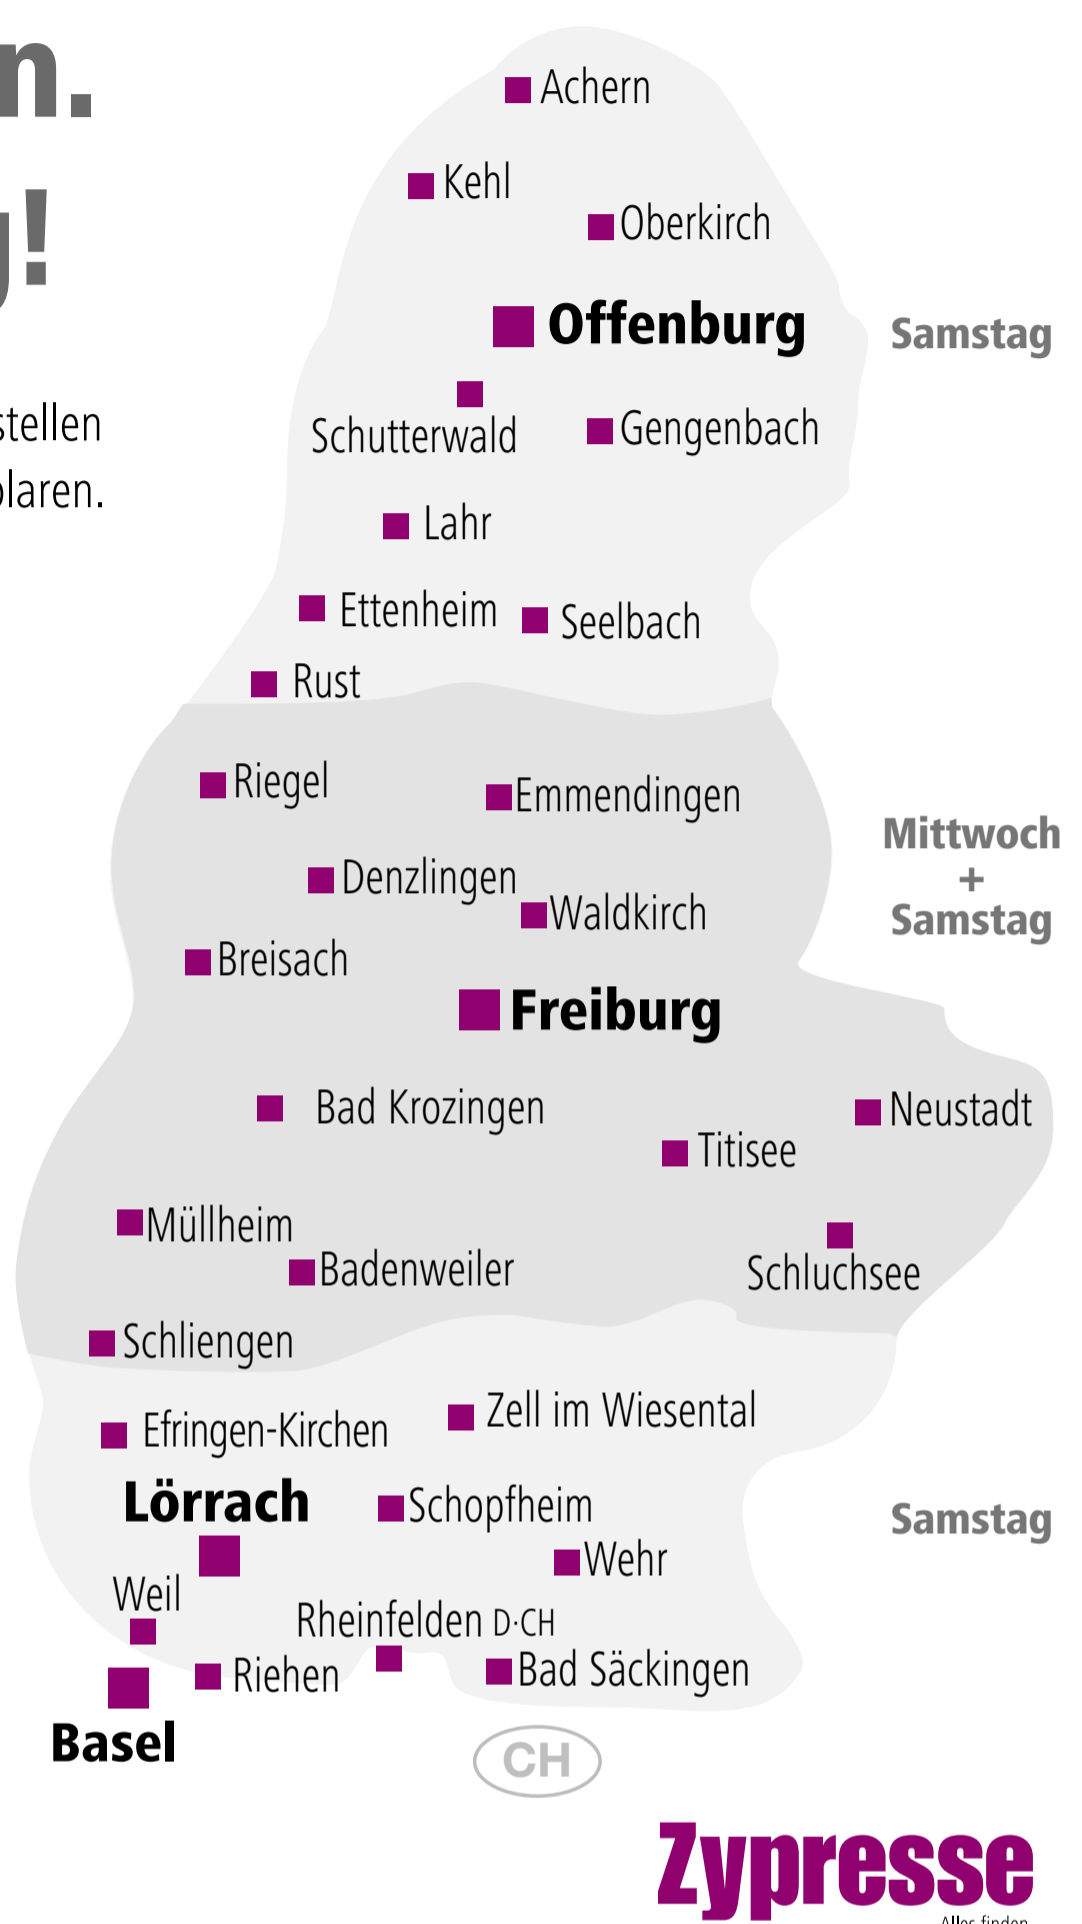 n.
g!
stellen
plaren.
Achern
Kehl
Oberkirch
Offenburg
Samstag
Schutterwald
Gengenbach
Lahr
Ettenheim
Seelbach
Rust
Riegel
Emmendingen
Mittwoch
+
Samstag
Denzlingen
Waldkirch
Breisach
Freiburg
Bad Krozingen
Neustadt
Titisee
Müllheim
Badenweiler
Schluchsee
Schliengen
Zell im Wiesental
Efringen-Kirchen
Lörrach
Schopfheim
Samstag
Wehr
Weil
Rheinfelden D·CH
Riehen
Bad Säckingen
Basel
CH
Zypresse
Alles finden